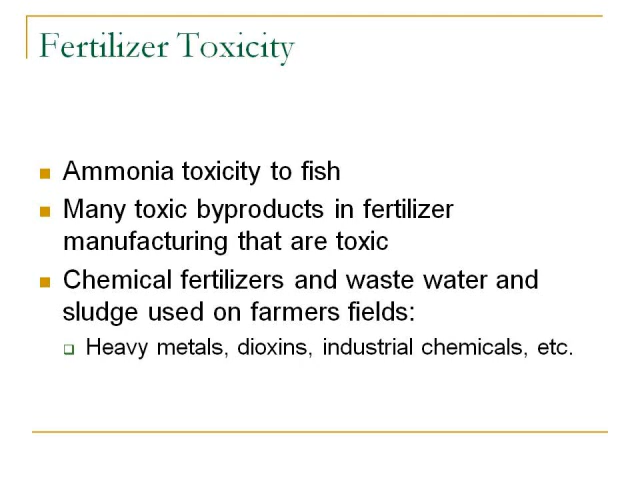 Fertilizer Toxicity
Ammonia toxicity to fish
Many toxic byproducts in fertilizer
manufacturing that are toxic
Chemical fertilizers and waste water and
sludge used on farmers fields:
Heavy metals, dioxins, industrial chemicals, etc.